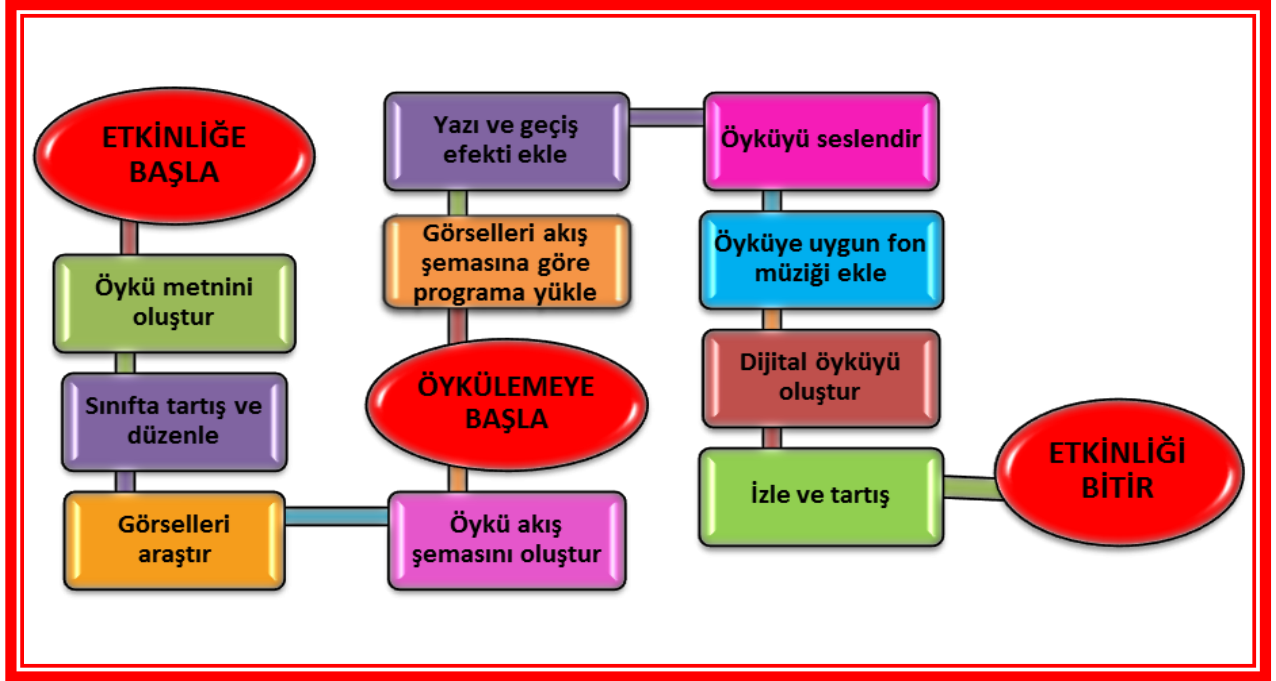 ETKİNLİĞE
BAŞLA
Öykü metnini
oluştur
Sınıfta tartış ve
düzenle
Görselleri
araştır
Öykü akış
şemasını oluştur
ÖYKÜLEMEYE
BAŞLA
Görselleri akış
şemasına göre
programa yükle
Yazı ve geçiş
efekti ekle
Öyküyü seslendir
Öyküye uygun fon
müziği ekle
Dijital öyküyü
oluştur
İzle ve tartış
ETKİNLİĞİ
BİTİR